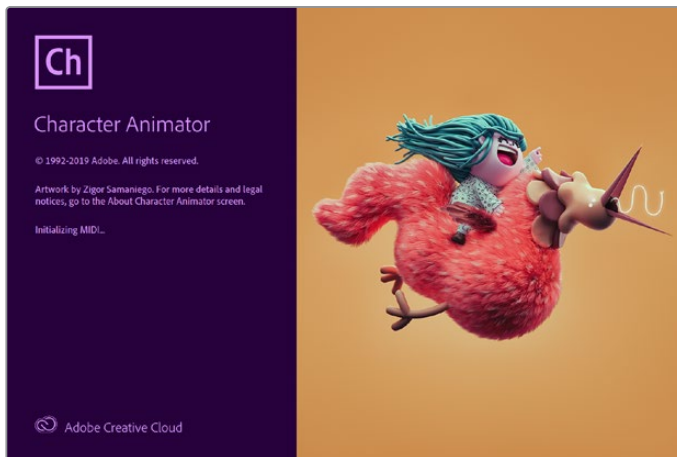 Ch
Character Animator
© 1992-2019 Adobe. All rights reserved.
Artwork by Zigor Samaniego. For more details and legal
notices, go to the About Character Animator screen.
Initializing MIDI...
Adobe Creative Cloud